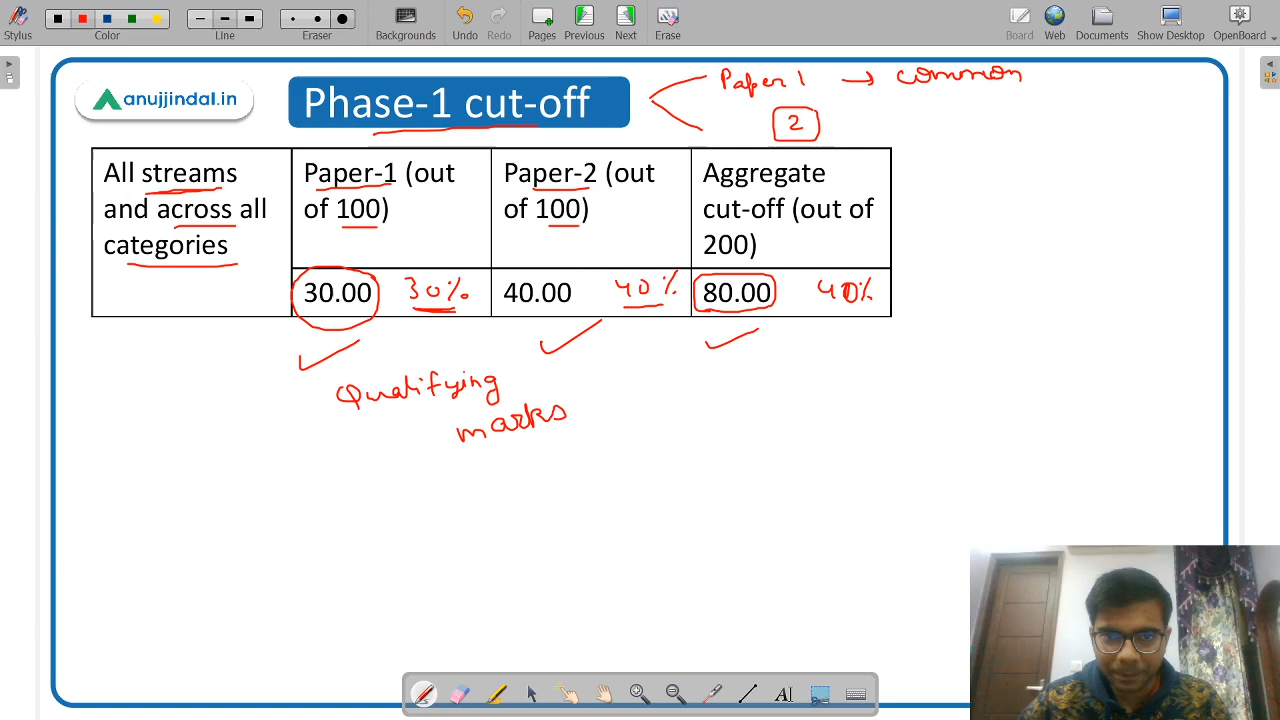 Stylus
Color
Line
Eraser
Backgrounds
Undo
Redo
Pages
Previous
Next
Erase
Board
Web
Documents
Show Desktop
OpenBoard
anujjindal.in
Phase-1 cut-off
Paper 1 → common
2
All streams
and across all
categories
Paper-1 (out
of 100)
Paper-2 (out
of 100)
Aggregate
cut-off (out of
200)
30.00 30%
40.00 40%
80.00 40%
Qualifying
marks